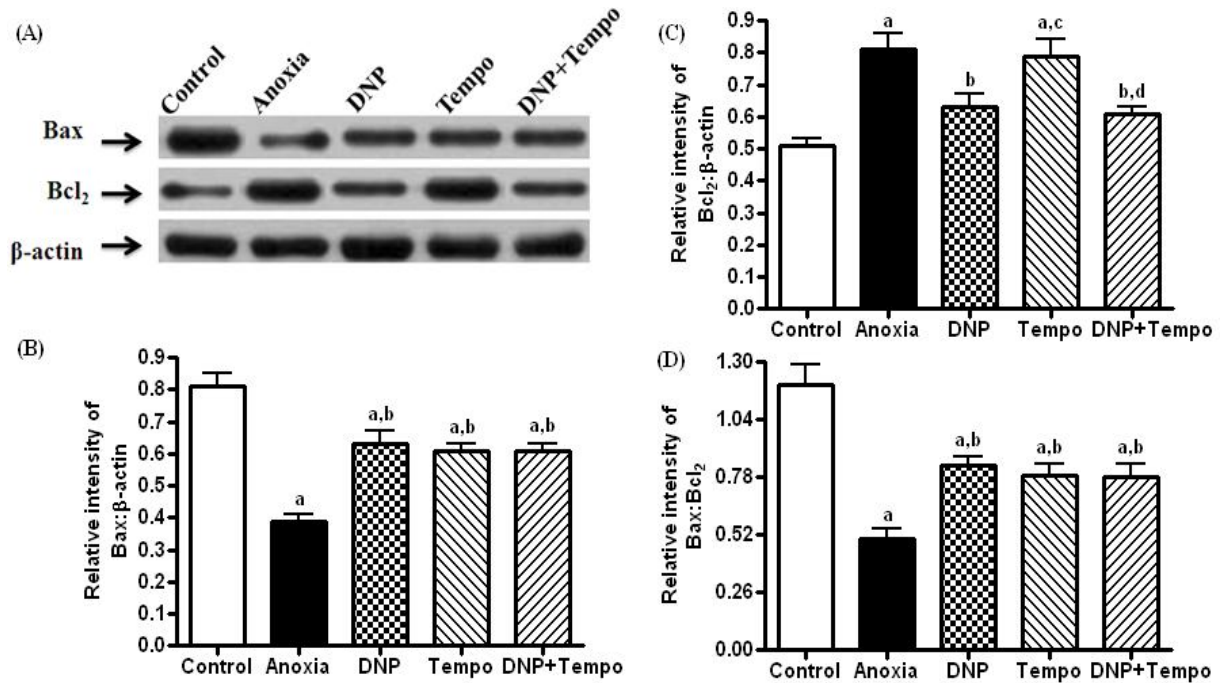 (A)
Control Anoxia DNP Tempo DNP+Tempo
Bax
Bcl₂
β-actin
(B)
Relative intensity of
Bax:β-actin
0.9
0.8
0.7
0.6
0.5
0.4
0.3
0.2
0.1
0.0
a
a,b
a,b
a,b
Control Anoxia DNP Tempo DNP+Tempo
(C)
Relative intensity of
Bcl₂:β-actin
0.9
0.8
0.7
0.6
0.5
0.4
0.3
0.2
0.1
0.0
a
b
a,c
b,d
Control Anoxia DNP Tempo DNP+Tempo
(D)
Relative intensity of
Bax:Bcl₂
1.30
1.04
0.78
0.52
0.26
0.00
a
a,b
a,b
a,b
Control Anoxia DNP Tempo DNP+Tempo